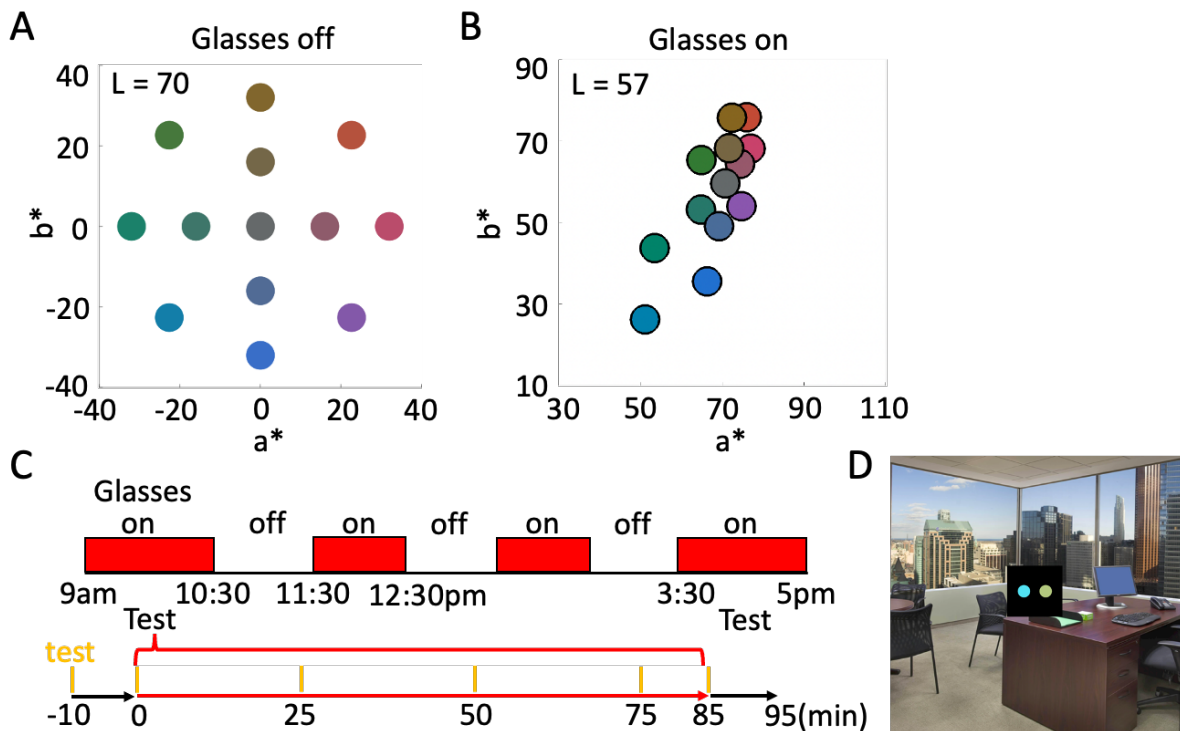 A
Glasses off
L = 70
40
20
0
-20
-40
b*
-40 -20 0 20 40
a*
B
Glasses on
L = 57
90
70
50
30
10
b*
30 50 70 90 110
a*
C
Glasses
on off on off on off on
9am 10:30 11:30 12:30pm 3:30 5pm
Test Test
test
-10 0 25 50 75 85 95(min)
D